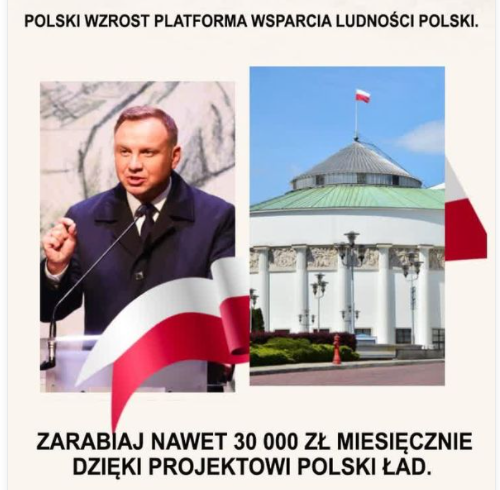 POLSKI WZROST PLATFORMA WSPARCIA LUDNOŚCI POLSKI.
ZARABIAJ NAWET 30 000 ZŁ MIESIĘCZNIE
DZIĘKI PROJEKTOWI POLSKI ŁAD.